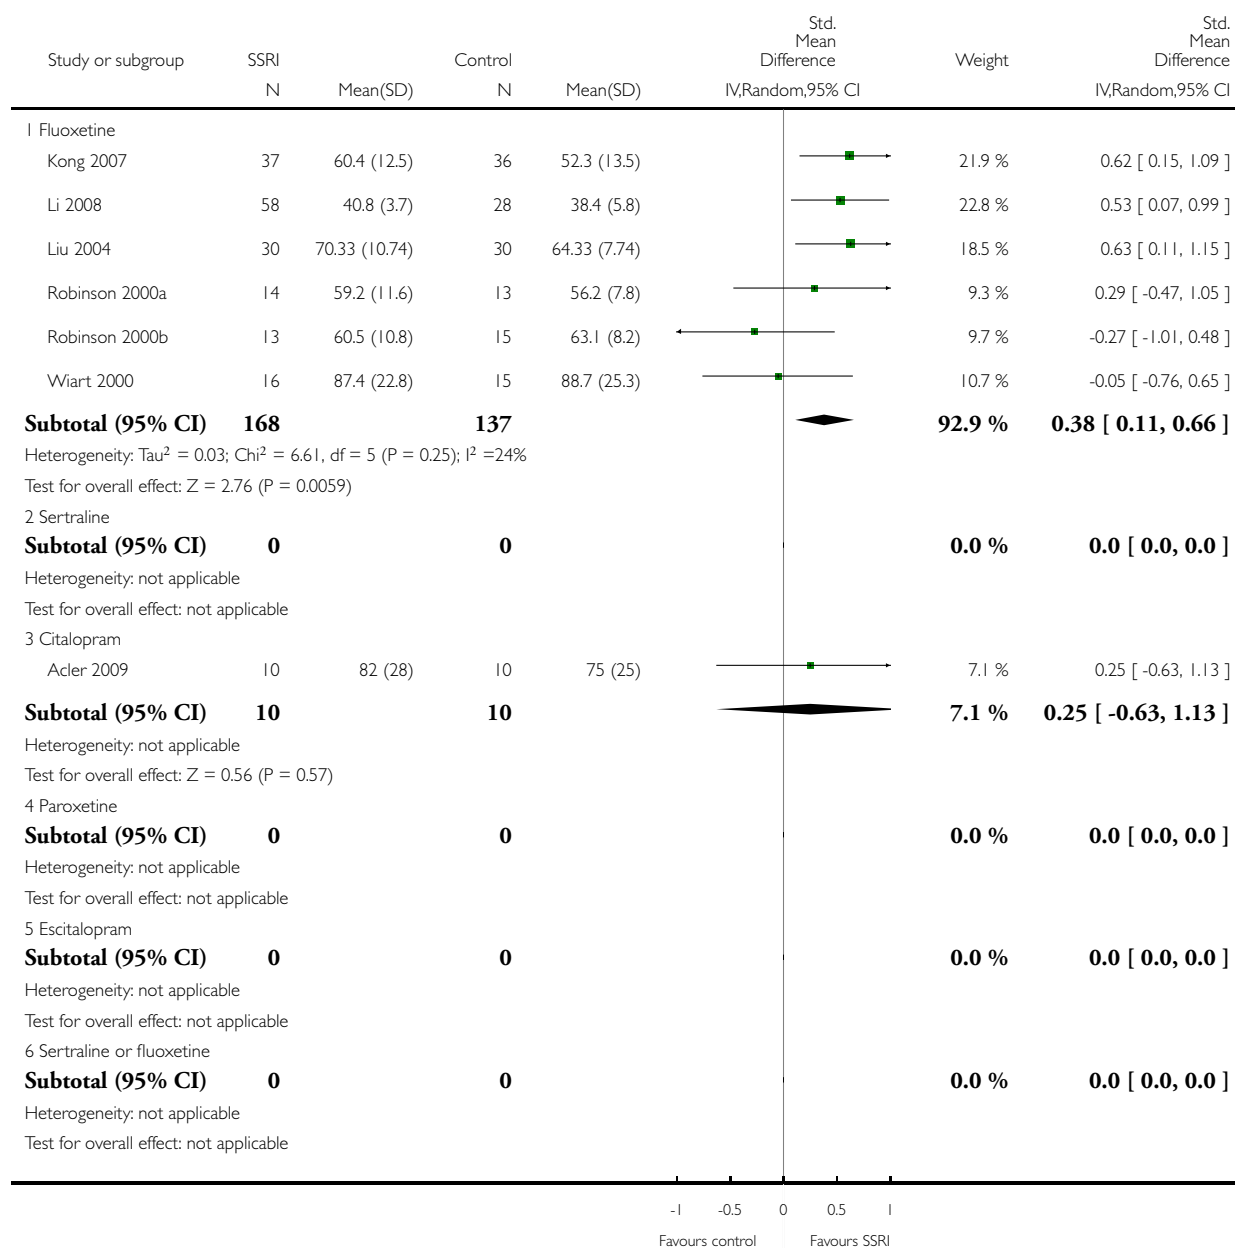 Study or subgroup SSRI Control Std. Mean Difference Weight Std. Mean Difference
N Mean(SD) N Mean(SD) IV,Random,95% CI IV,Random,95% CI
1 Fluoxetine
Kong 2007 37 60.4 (12.5) 36 52.3 (13.5) 21.9 % 0.62 [ 0.15, 1.09 ]
Li 2008 58 40.8 (3.7) 28 38.4 (5.8) 22.8 % 0.53 [ 0.07, 0.99 ]
Liu 2004 30 70.33 (10.74) 30 64.33 (7.74) 18.5 % 0.63 [ 0.11, 1.15 ]
Robinson 2000a 14 59.2 (11.6) 13 56.2 (7.8) 9.3 % 0.29 [ -0.47, 1.05 ]
Robinson 2000b 13 60.5 (10.8) 15 63.1 (8.2) 9.7 % -0.27 [ -1.01, 0.48 ]
Wiart 2000 16 87.4 (22.8) 15 88.7 (25.3) 10.7 % -0.05 [ -0.76, 0.65 ]
Subtotal (95% CI) 168 137 92.9 % 0.38 [ 0.11, 0.66 ]
Heterogeneity: Tau² = 0.03; Chi² = 6.61, df = 5 (P = 0.25); I² =24%
Test for overall effect: Z = 2.76 (P = 0.0059)
2 Sertraline
Subtotal (95% CI) 0 0 0.0 % 0.0 [ 0.0, 0.0 ]
Heterogeneity: not applicable
Test for overall effect: not applicable
3 Citalopram
Acler 2009 10 82 (28) 10 75 (25) 7.1 % 0.25 [ -0.63, 1.13 ]
Subtotal (95% CI) 10 10 7.1 % 0.25 [ -0.63, 1.13 ]
Heterogeneity: not applicable
Test for overall effect: Z = 0.56 (P = 0.57)
4 Paroxetine
Subtotal (95% CI) 0 0 0.0 % 0.0 [ 0.0, 0.0 ]
Heterogeneity: not applicable
Test for overall effect: not applicable
5 Escitalopram
Subtotal (95% CI) 0 0 0.0 % 0.0 [ 0.0, 0.0 ]
Heterogeneity: not applicable
Test for overall effect: not applicable
6 Sertraline or fluoxetine
Subtotal (95% CI) 0 0 0.0 % 0.0 [ 0.0, 0.0 ]
Heterogeneity: not applicable
Test for overall effect: not applicable
-1 -0.5 0 0.5 1
Favours control Favours SSRI